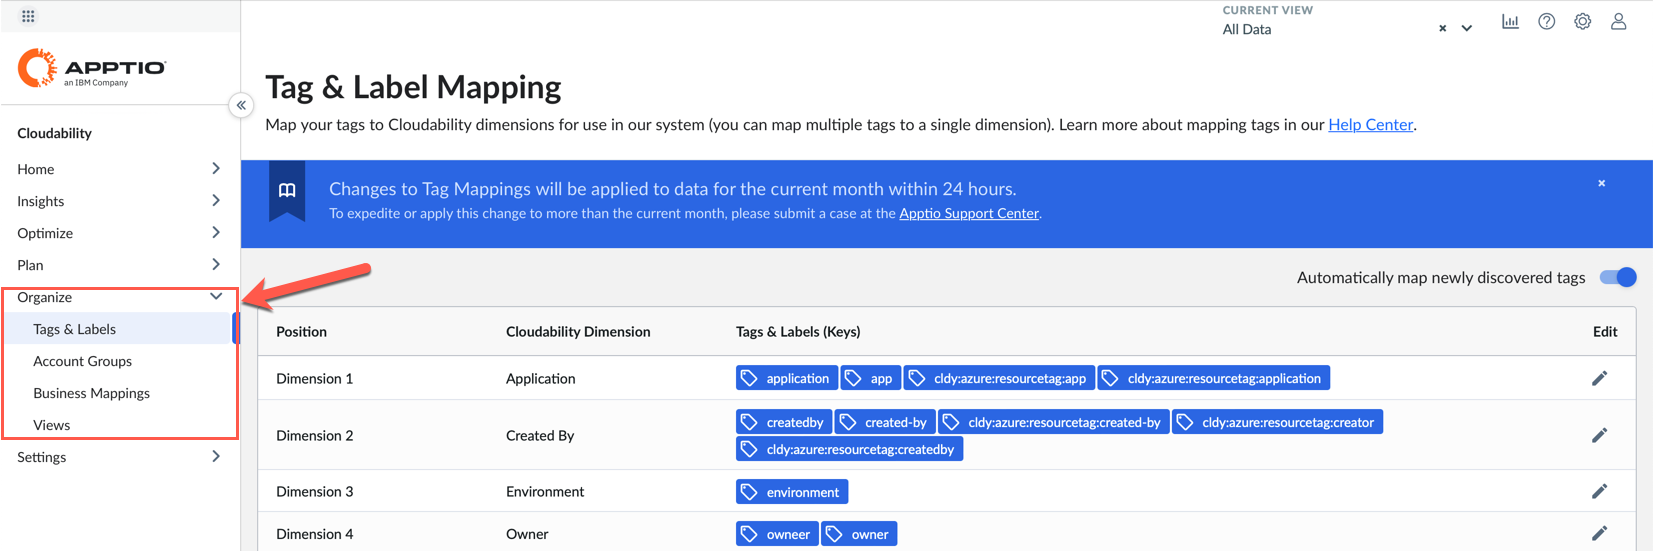 CURRENT VIEW
All Data
APPTIO
an IBM Company
Cloudability
Home
Insights
Optimize
Plan
Organize
Tags & Labels
Account Groups
Business Mappings
Views
Settings
Tag & Label Mapping
Map your tags to Cloudability dimensions for use in our system (you can map multiple tags to a single dimension). Learn more about mapping tags in our Help Center.
Changes to Tag Mappings will be applied to data for the current month within 24 hours.
To expedite or apply this change to more than the current month, please submit a case at the Apptio Support Center.
Automatically map newly discovered tags
Position Cloudability Dimension Tags & Labels (Keys) Edit
Dimension 1 Application application app cldy:azure:resourcetag:app cldy:azure:resourcetag:application
Dimension 2 Created By createdby created-by cldy:azure:resourcetag:created-by cldy:azure:resourcetag:creator
cldy:azure:resourcetag:createdby
Dimension 3 Environment environment
Dimension 4 Owner owneer owner